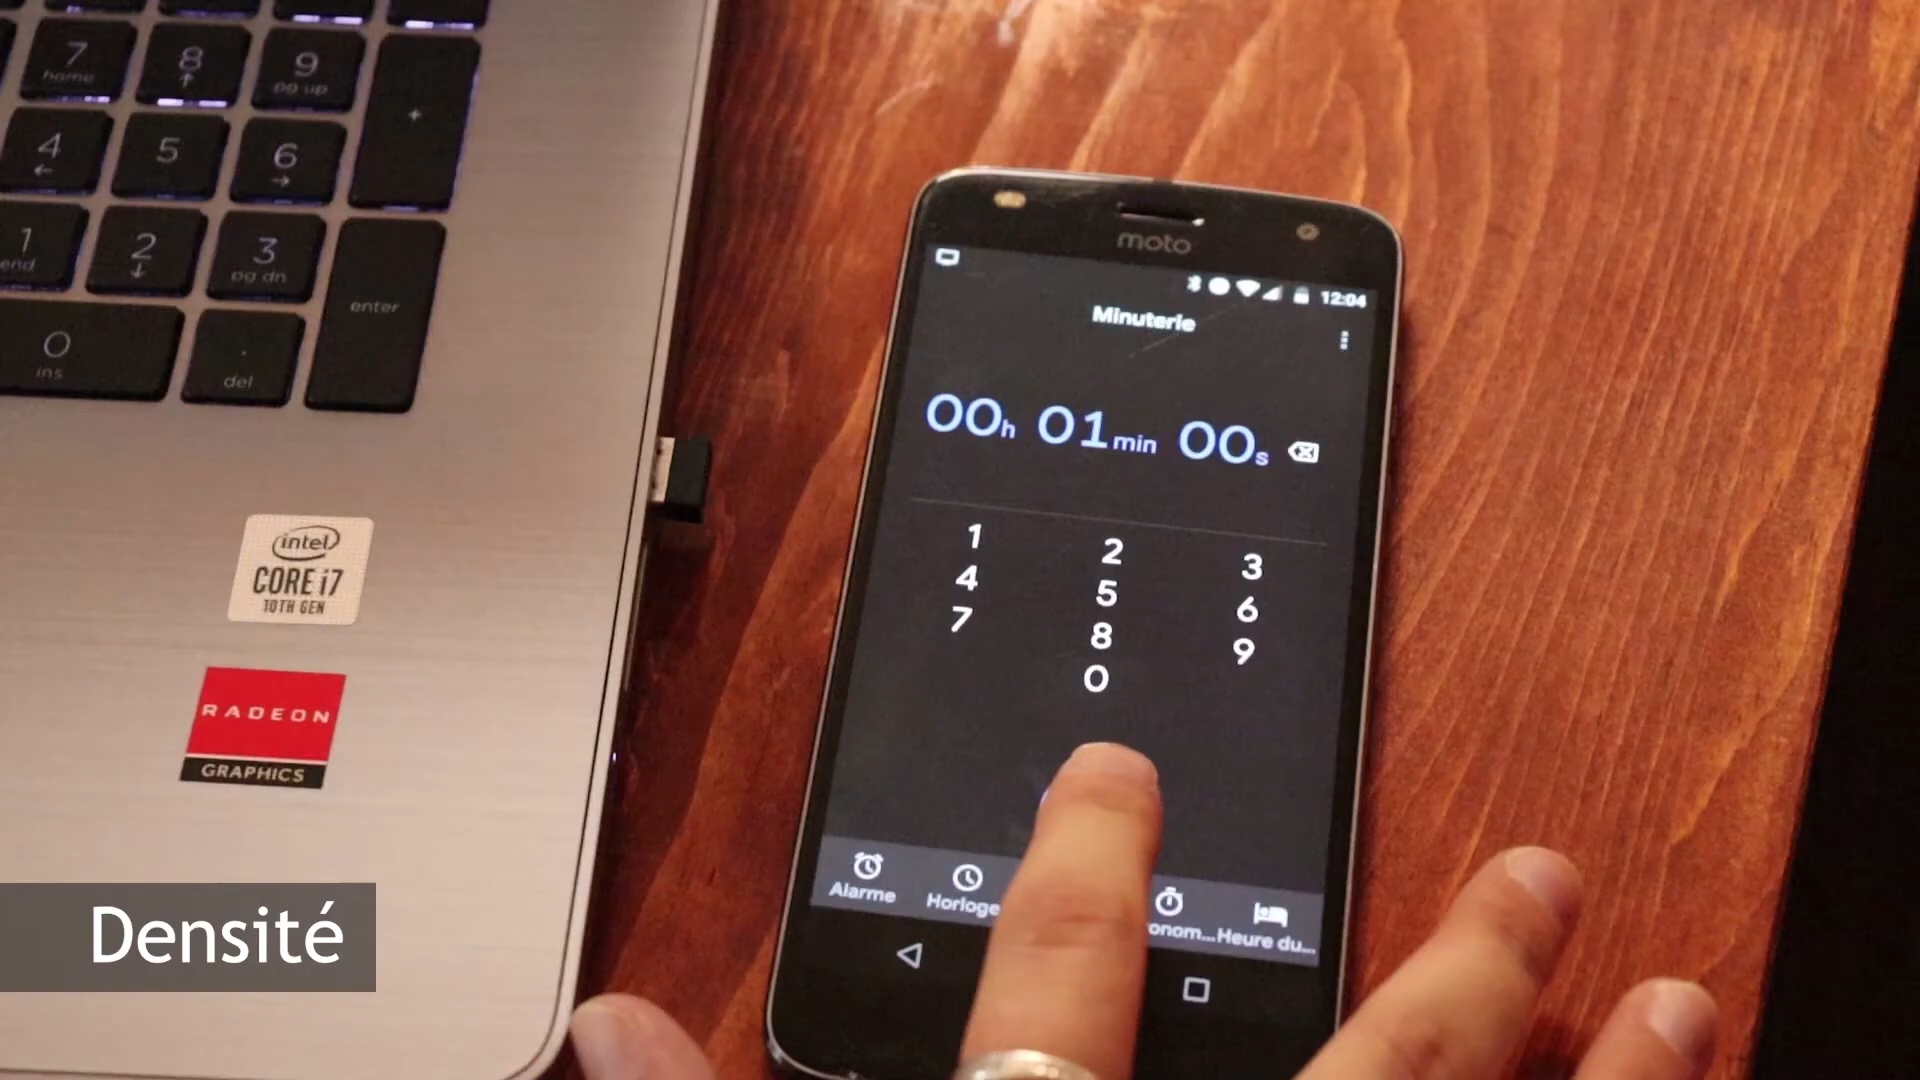 7 8 9
home ↑ pg up
+
4 5 6
← →
1 2 3
end ↓ pg dn
enter
0 .
ins del
intel
CORE i7
10TH GEN
RADEON
GRAPHICS
Densité
moto
12:04
Minuterie
00h 01min 00s
1 2 3
4 5 6
7 8 9
0
Alarme Horloge onom... Heure du...